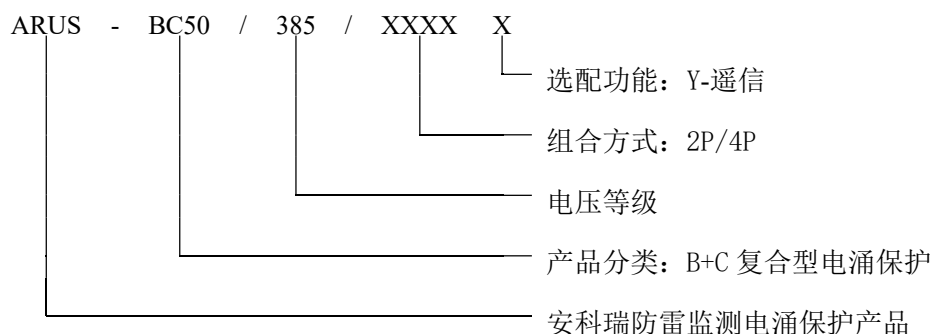 ARUS - BC50 / 385 / XXXX X
选配功能：Y-遥信
组合方式：2P/4P
电压等级
产品分类：B+C 复合型电涌保护
安科瑞防雷监测电涌保护产品